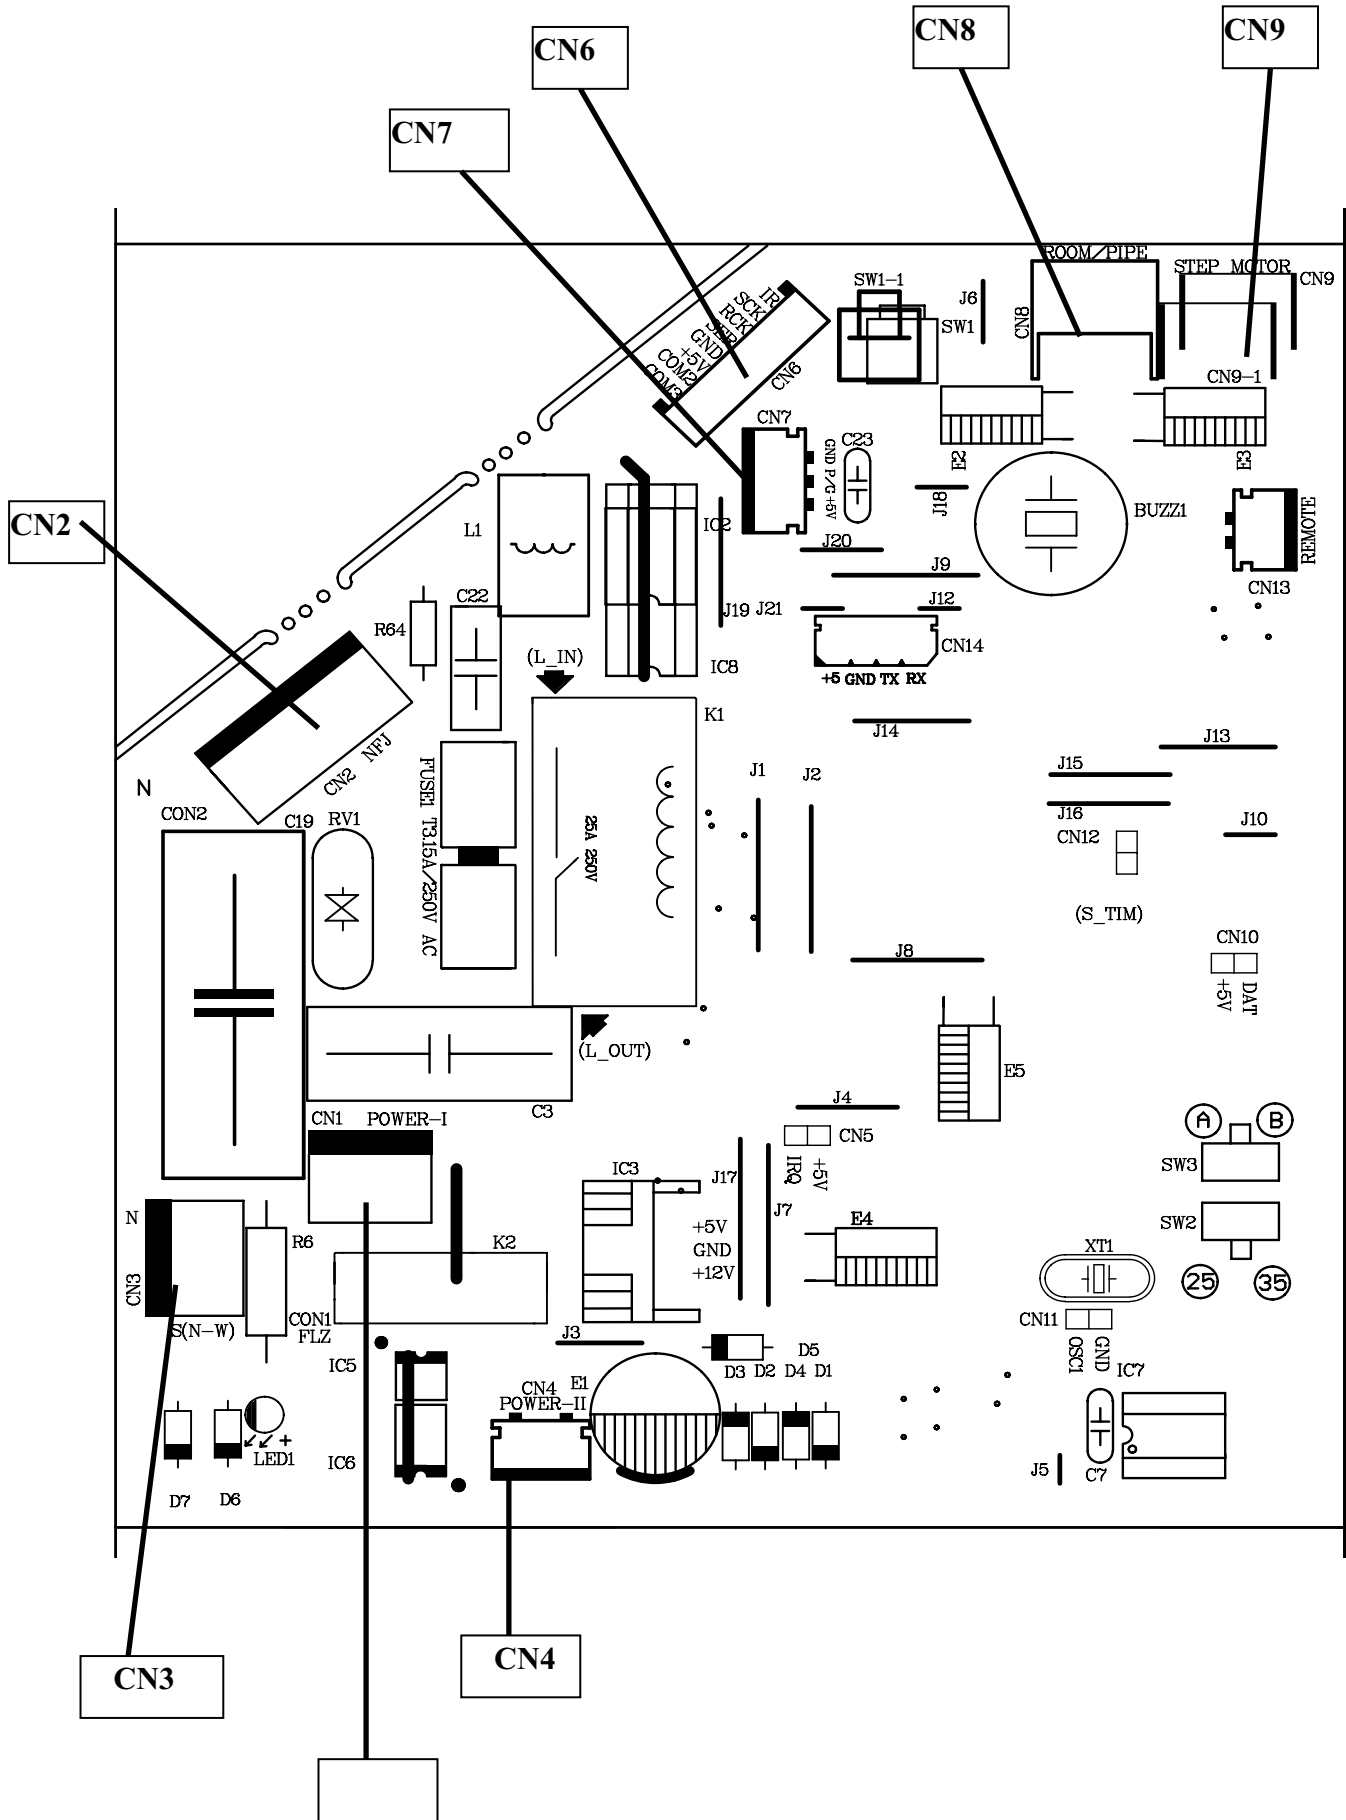 CN8
CN9
CN6
CN7
ROOM/PIPE
STEP MOTOR
CN9
SW1-1
J6
CN8
SW1
IR
SCK
RCK
SER
GND
+5V
COM2
COM3
CN6
CN9-1
CN7
C23
GND P/G +5V
E2
E3
CN2
L1
IC2
J18
BUZZ1
REMOTE
J20
J9
CN13
C22
J19
J21
J12
R64
(L_IN)
IC8
CN14
+5 GND TX RX
K1
J14
J13
CN2 NFJ
N
J1
J2
J15
J16
CON2
C19
RV1
FUSE1 T3.15A/250V AC
25A 250V
J10
CN12
(S_TIM)
CN10
J8
+5V
DAT
(L_OUT)
E5
C3
J4
CN1 POWER-I
CN5
A
B
IRQ
+5V
SW3
IC3
J17
J7
N
+5V
GND
+12V
E4
SW2
R6
K2
XT1
CN3
25
35
S(N-W)
CON1
FLZ
CN11
J3
D5
OSC1
GND
IC5
D3 D2 D4 D1
IC7
CN4
POWER-II
E1
+
LED1
IC6
J5
C7
D7
D6
CN4
CN3